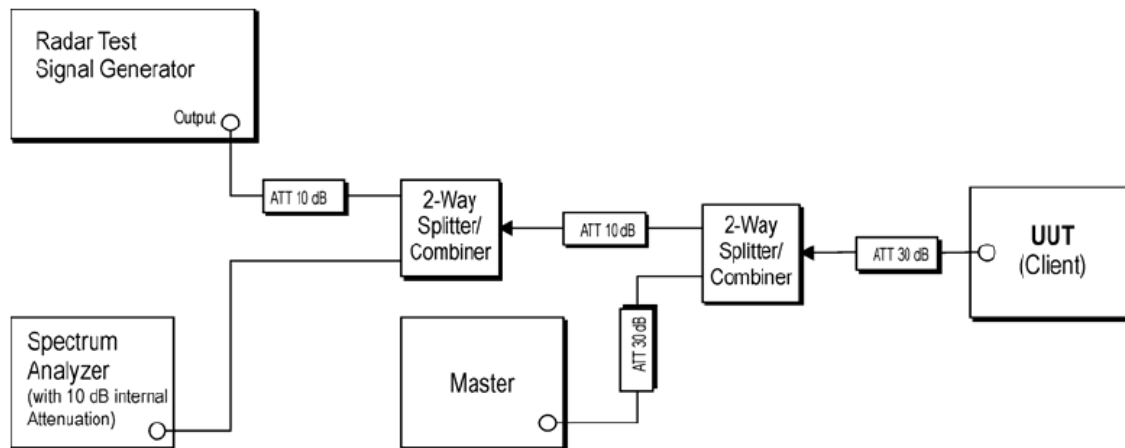 Radar Test
Signal Generator
Output
ATT 10 dB
2-Way
Splitter/
Combiner
ATT 10 dB
2-Way
Splitter/
Combiner
ATT 30 dB
UUT
(Client)
Spectrum
Analyzer
(with 10 dB internal
Attenuation)
Master
ATT 30 dB